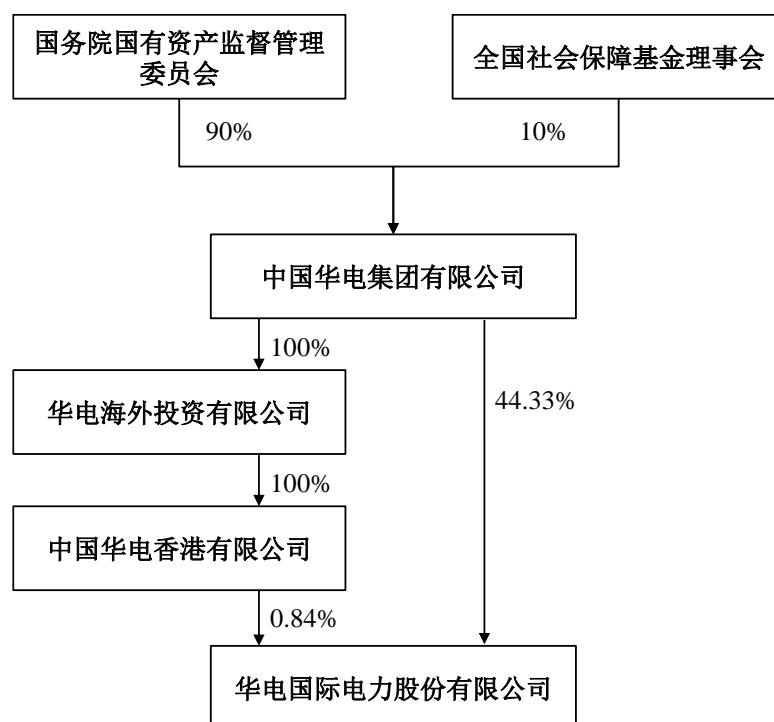 国务院国有资产监督管理
委员会
全国社会保障基金理事会
90%
10%
中国华电集团有限公司
100%
华电海外投资有限公司
44.33%
100%
中国华电香港有限公司
0.84%
华电国际电力股份有限公司